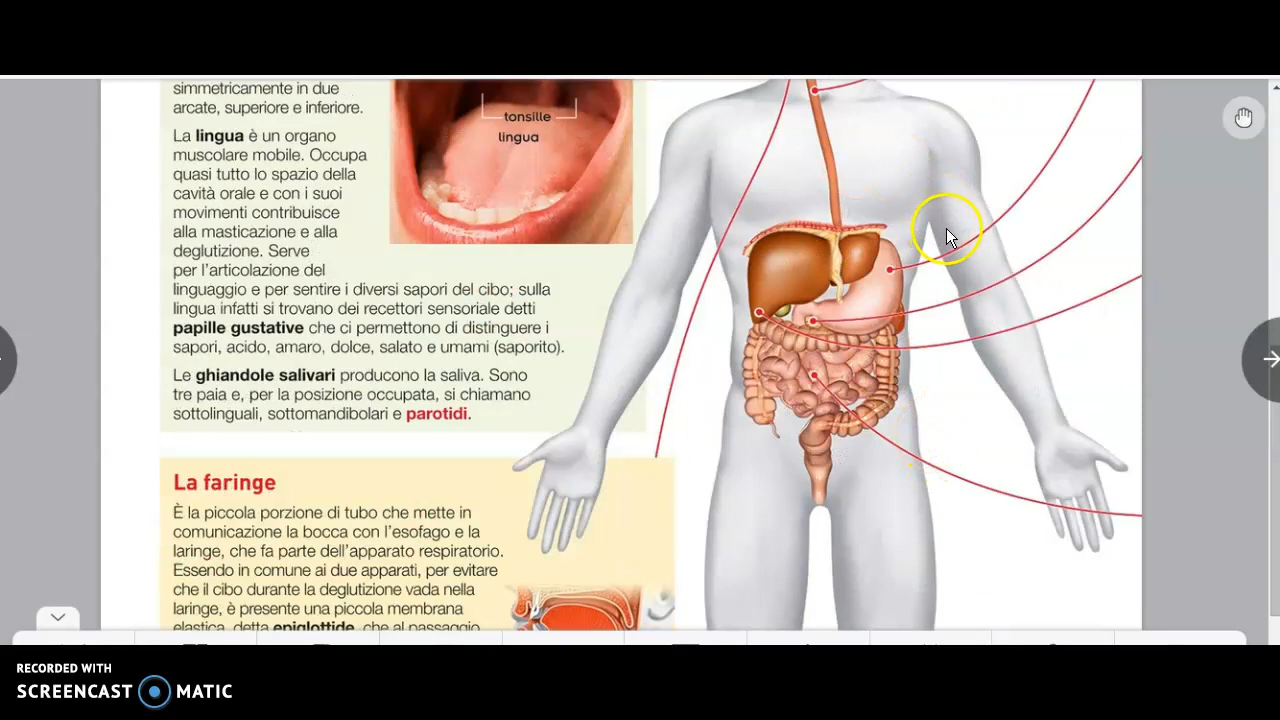 simmetricamente in due
arcate, superiore e inferiore.
La lingua è un organo
muscolare mobile. Occupa
quasi tutto lo spazio della
cavità orale e con i suoi
movimenti contribuisce
alla masticazione e alla
deglutizione. Serve
per l'articolazione del
linguaggio e per sentire i diversi sapori del cibo; sulla
lingua infatti si trovano dei recettori sensoriale detti
papille gustative che ci permettono di distinguere i
sapori, acido, amaro, dolce, salato e umami (saporito).
Le ghiandole salivari producono la saliva. Sono
tre paia e, per la posizione occupata, si chiamano
sottolinguali, sottomandibolari e parotidi.
tonsille
lingua
La faringe
È la piccola porzione di tubo che mette in
comunicazione la bocca con l'esofago e la
laringe, che fa parte dell'apparato respiratorio.
Essendo in comune ai due apparati, per evitare
che il cibo durante la deglutizione vada nella
laringe, è presente una piccola membrana
elastica, detta epiglottide, che al passaggio
RECORDED WITH
SCREENCAST MATIC